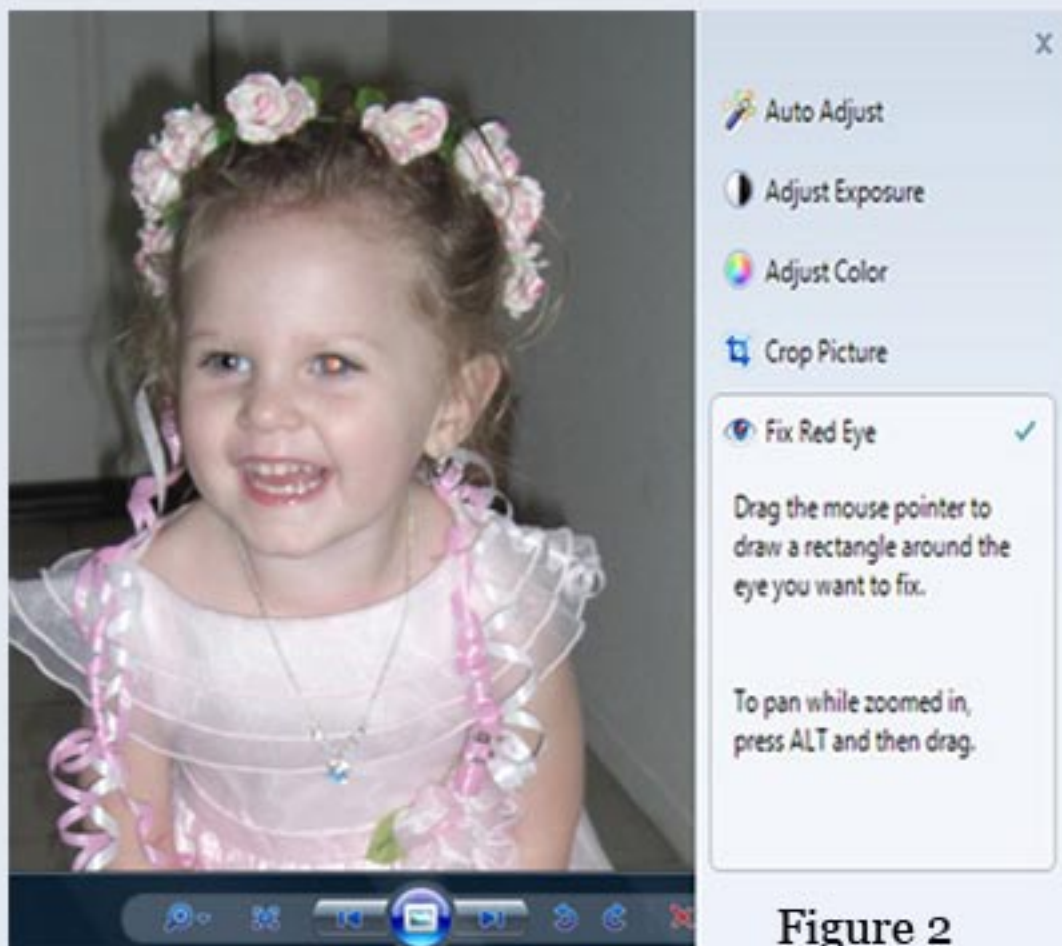 X
Auto Adjust
Adjust Exposure
Adjust Color
Crop Picture
Fix Red Eye
Drag the mouse pointer to
draw a rectangle around the
eye you want to fix.
To pan while zoomed in,
press ALT and then drag.
Figure 2